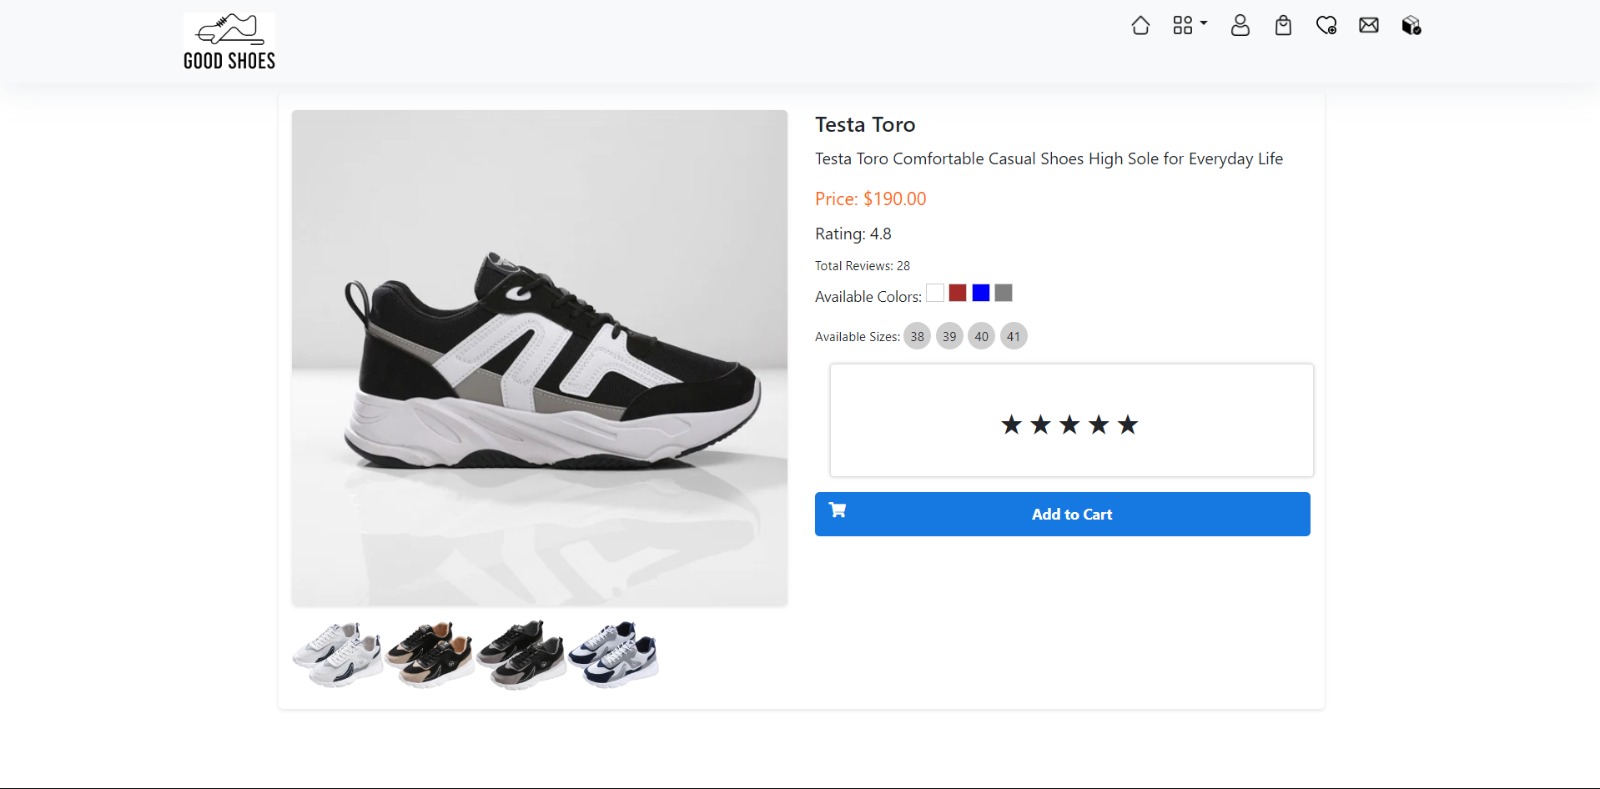 GOOD SHOES
Testa Toro
Testa Toro Comfortable Casual Shoes High Sole for Everyday Life
Price: $190.00
Rating: 4.8
Total Reviews: 28
Available Colors:
Available Sizes: 38 39 40 41
★ ★ ★ ★ ★
Add to Cart